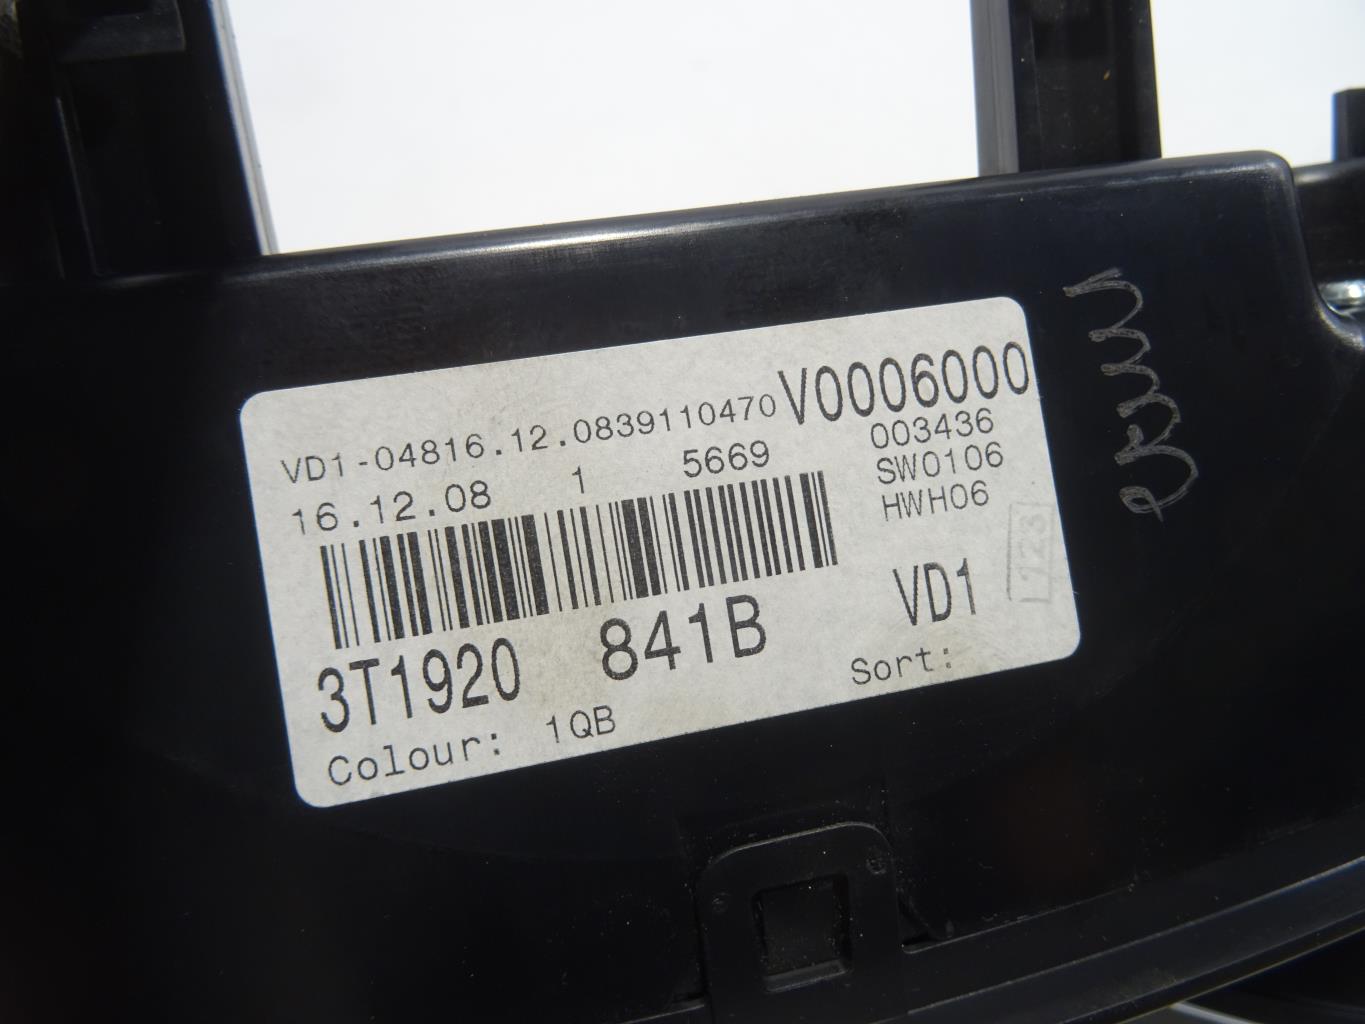 VD1-04816.12.0839110470 V0006000
16.12.08 1 5669 003436
SW0106
HWH06
123
VD1
3T1920 841B
Sort:
Colour: 1QB